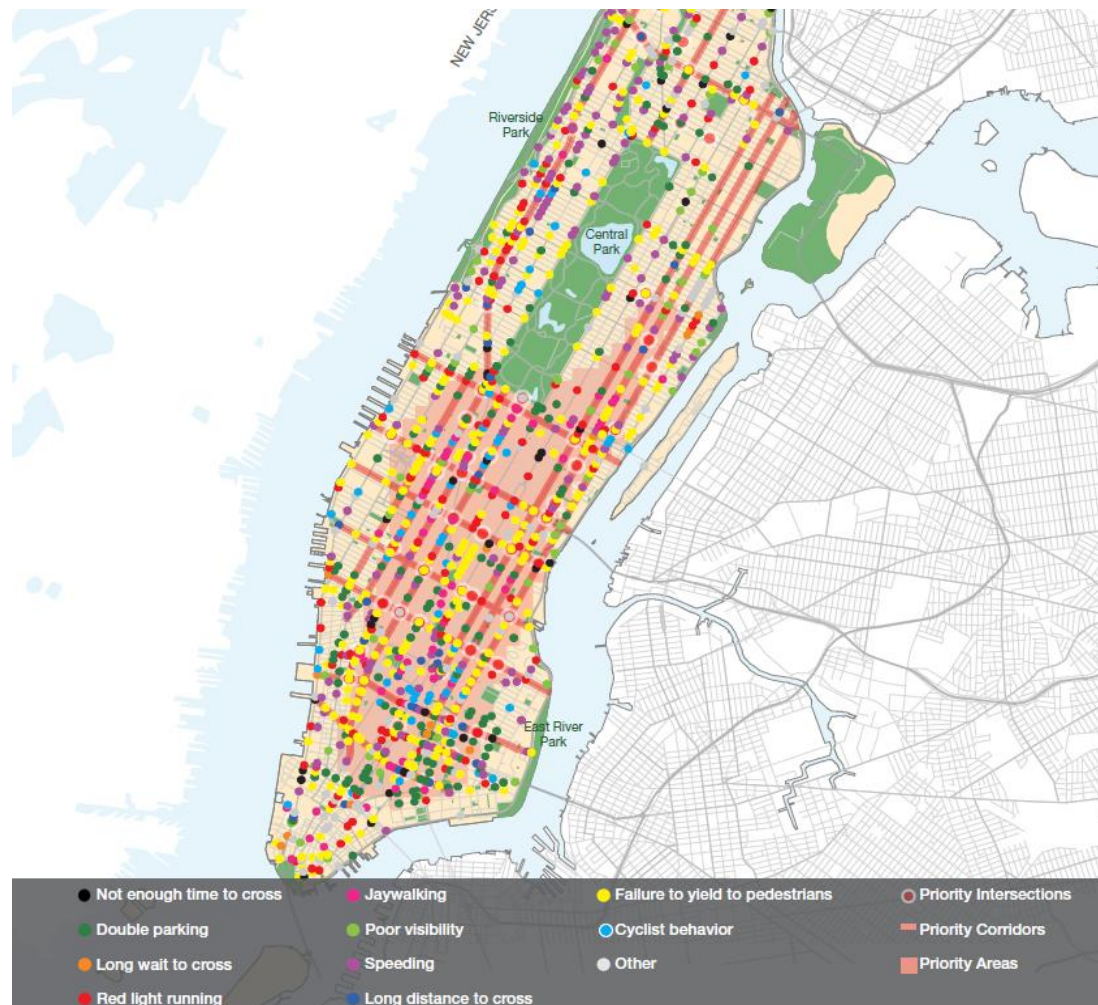 NEW JERS
Riverside
Park
Central
Park
East River
Park
Not enough time to cross
Jaywalking
Failure to yield to pedestrians
Priority Intersections
Double parking
Poor visibility
Cyclist behavior
Priority Corridors
Long wait to cross
Speeding
Other
Priority Areas
Red light running
Long distance to cross